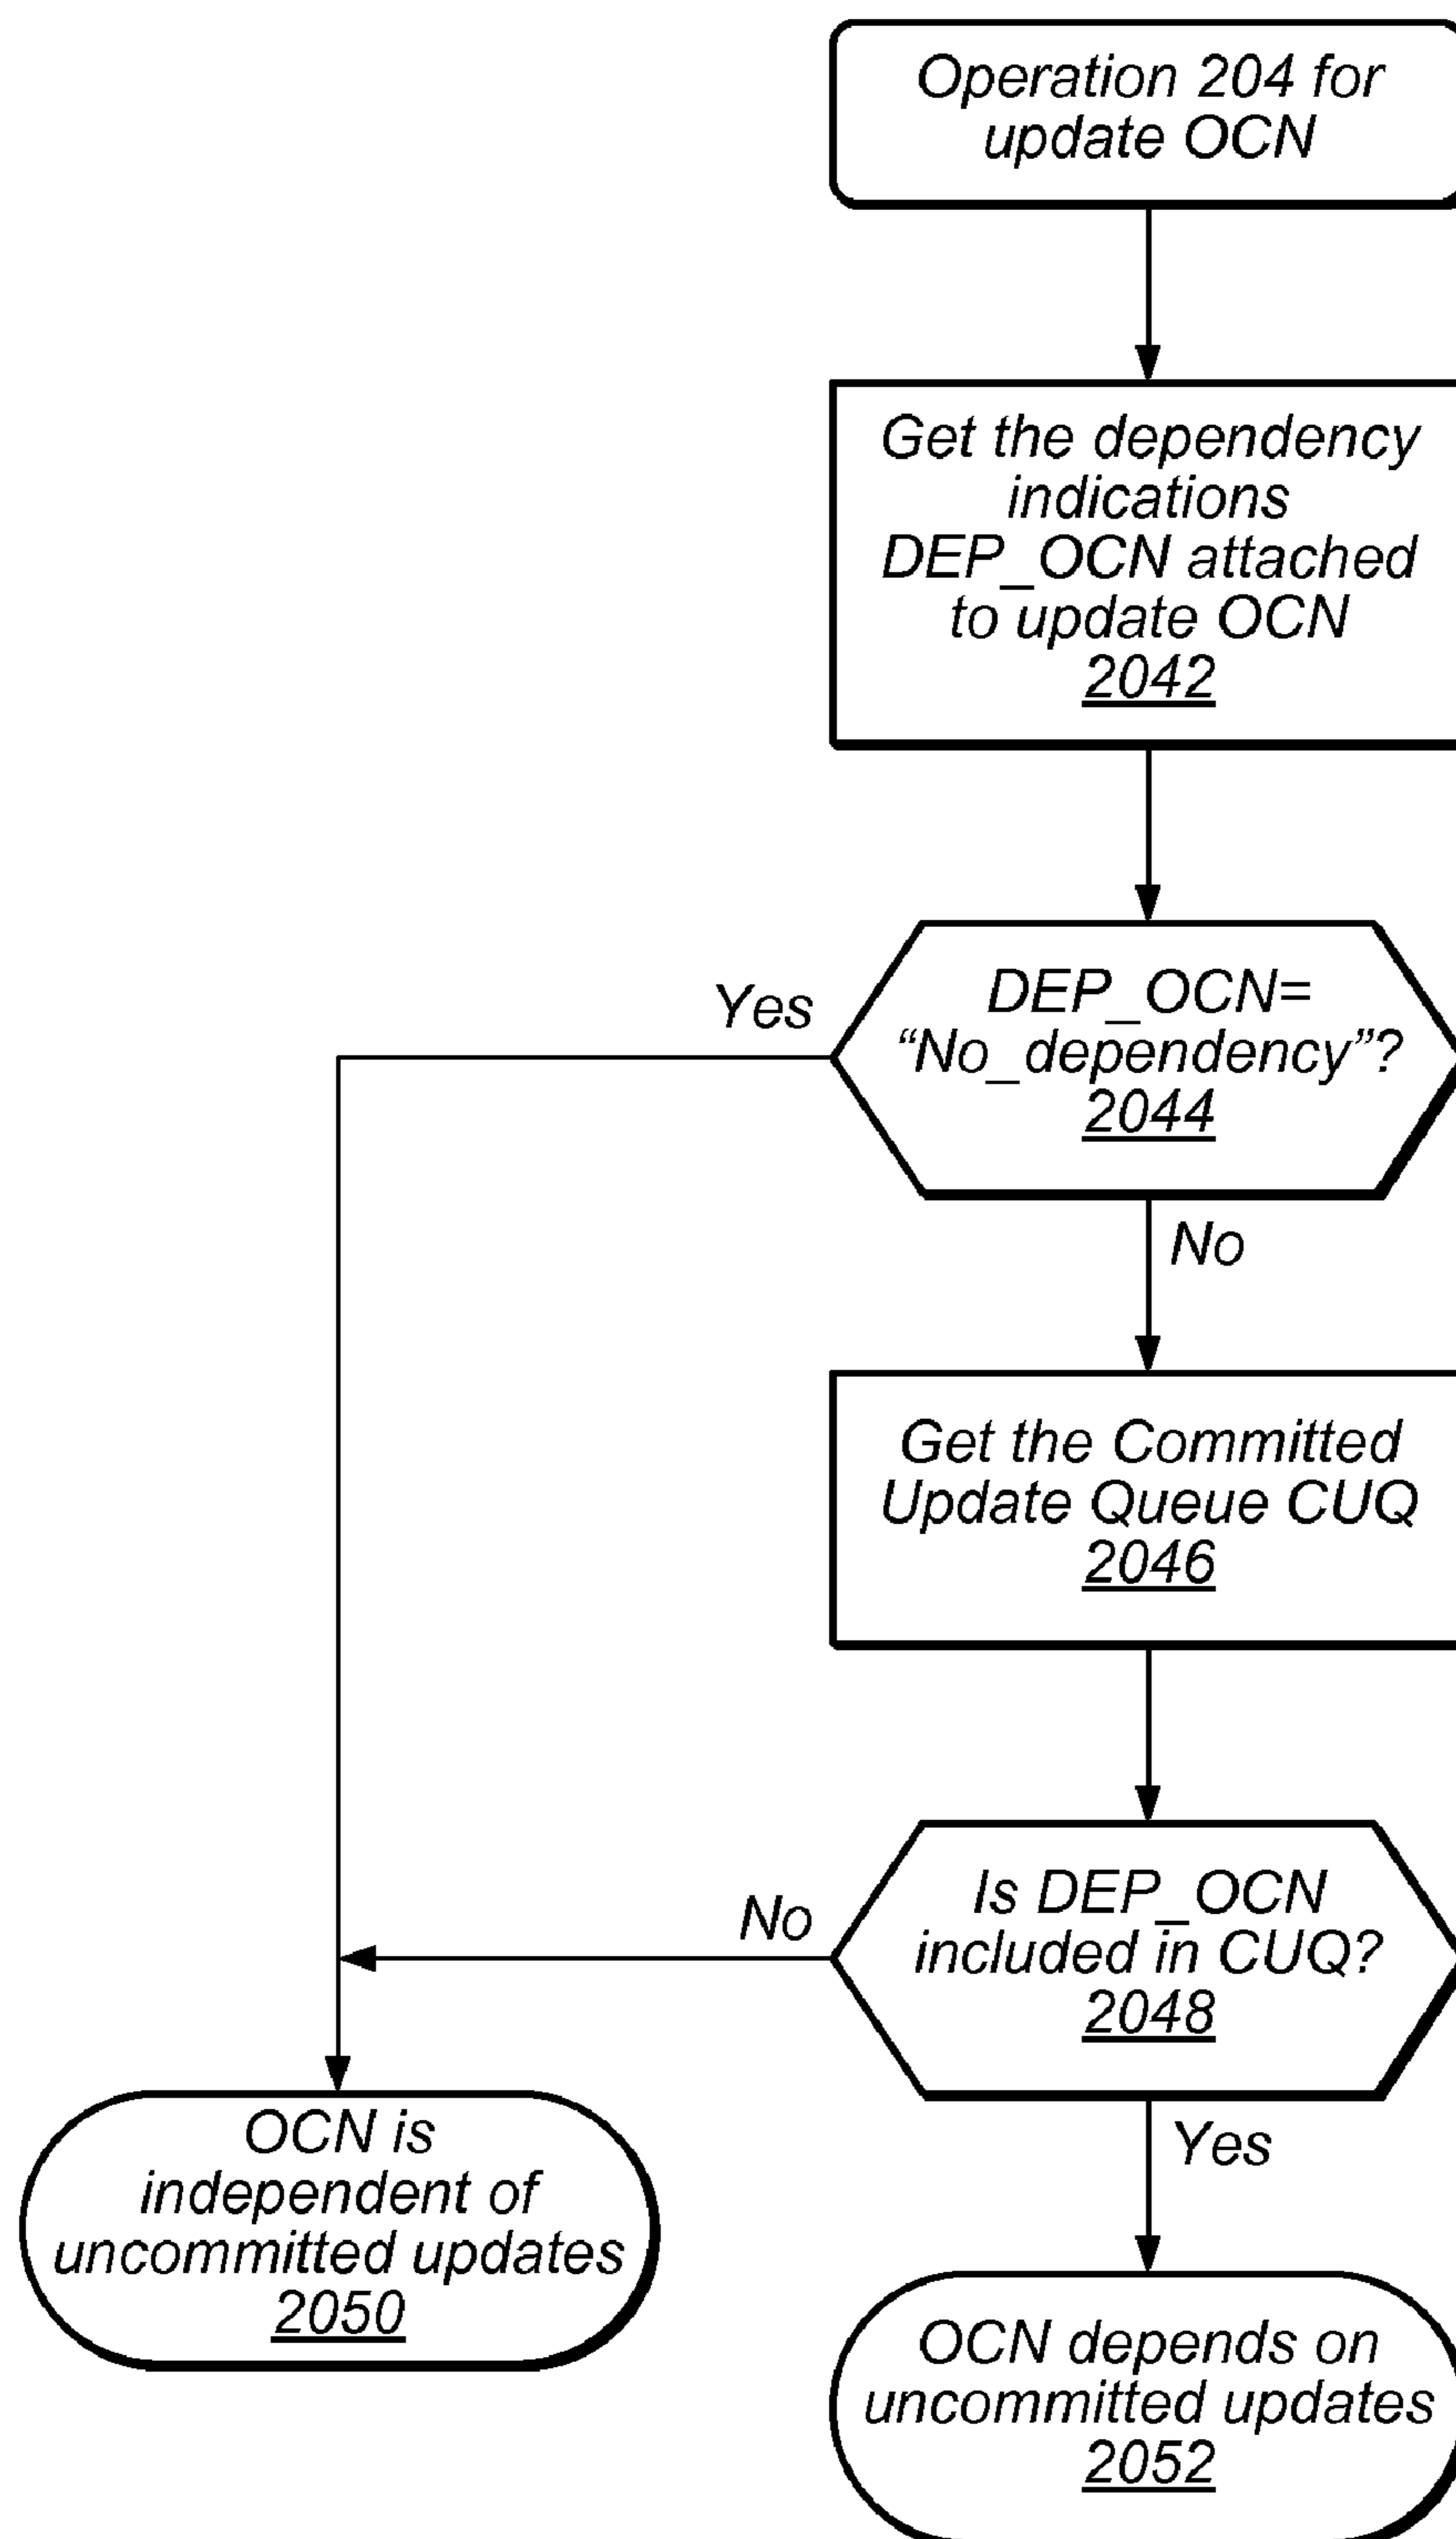 Operation 204 for
update OCN
Get the dependency
indications
DEP_OCN attached
to update OCN
2042
DEP_OCN=
“No_dependency”?
2044
Yes
No
Get the Committed
Update Queue CUQ
2046
Is DEP_OCN
included in CUQ?
2048
No
Yes
OCN is
independent of
uncommitted updates
2050
OCN depends on
uncommitted updates
2052